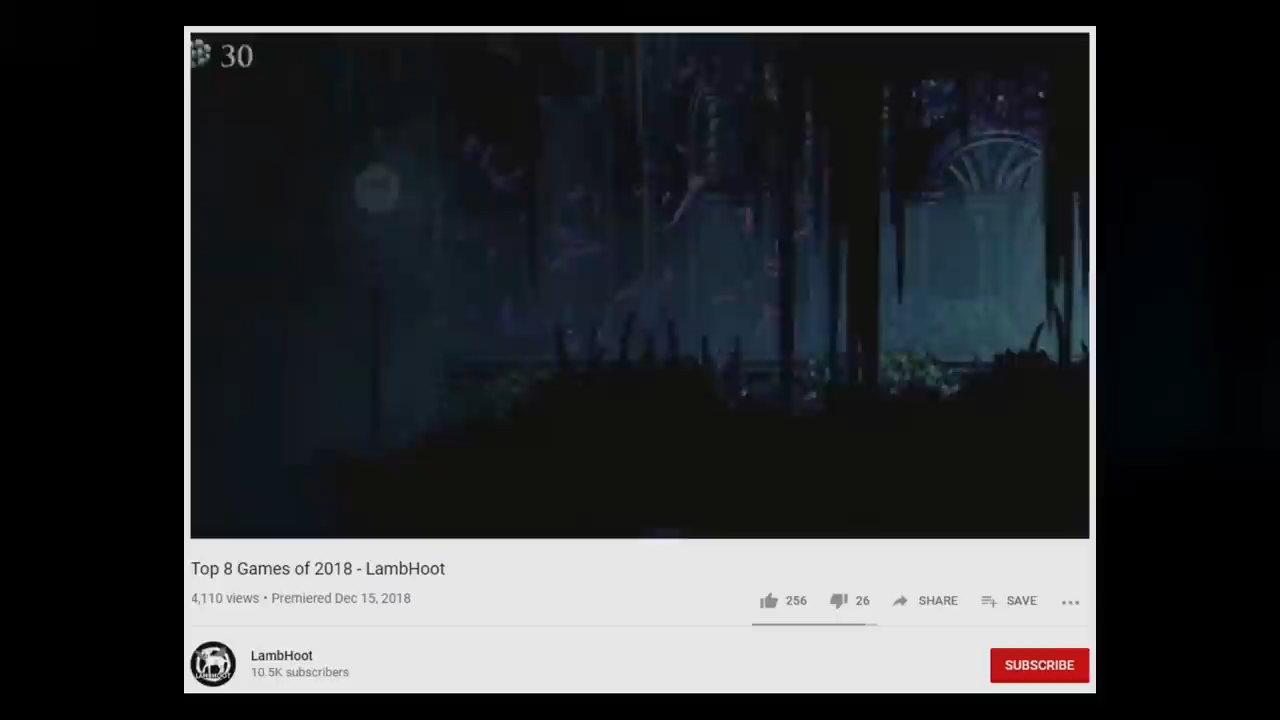 30
Top 8 Games of 2018 - LambHoot
4,110 views • Premiered Dec 15, 2018
256 26 SHARE SAVE ...
LambHoot
10.5K subscribers
SUBSCRIBE